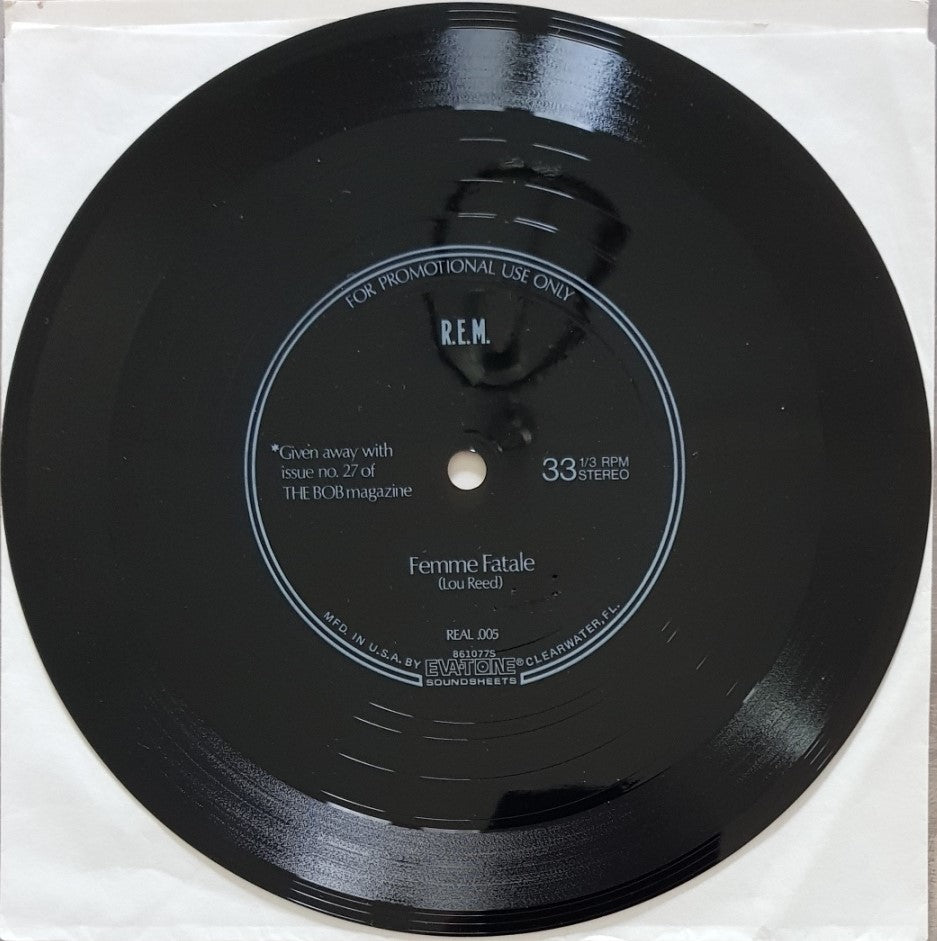 FOR PROMOTIONAL USE ONLY
R.E.M.
*Given away with
issue no. 27 of
THE BOB magazine
33 1/3 RPM
STEREO
Femme Fatale
(Lou Reed)
REAL .005
861077S
MFD. IN U.S.A. BY EVA-TONE® CLEARWATER, FL.
SOUNDSHEETS